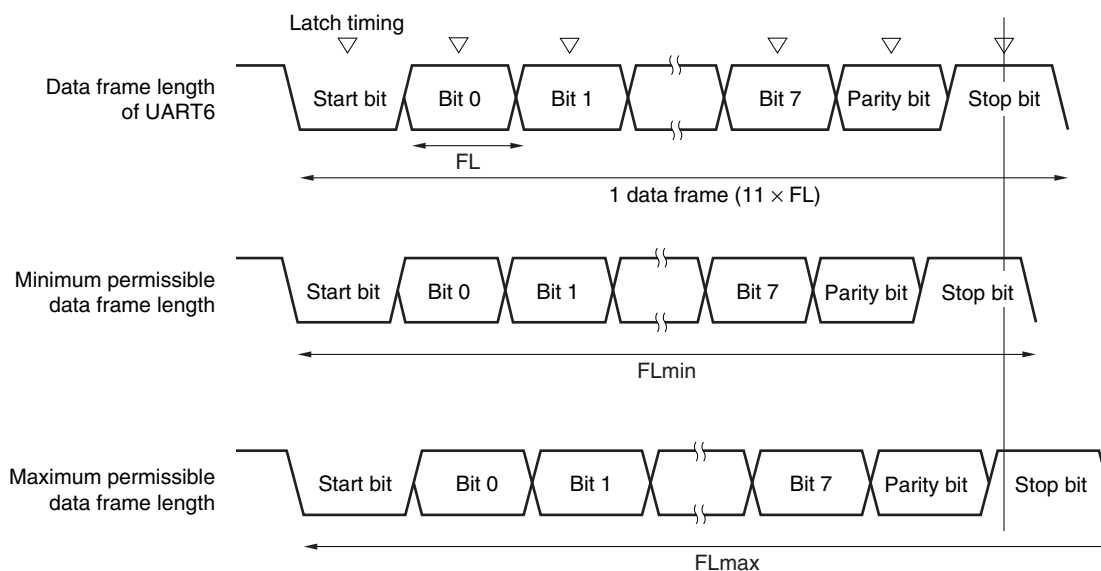 Latch timing
Data frame length
of UART6
Start bit
Bit 0
Bit 1
Bit 7
Parity bit
Stop bit
FL
1 data frame (11 × FL)
Minimum permissible
data frame length
Start bit
Bit 0
Bit 1
Bit 7
Parity bit
Stop bit
FLmin
Maximum permissible
data frame length
Start bit
Bit 0
Bit 1
Bit 7
Parity bit
Stop bit
FLmax